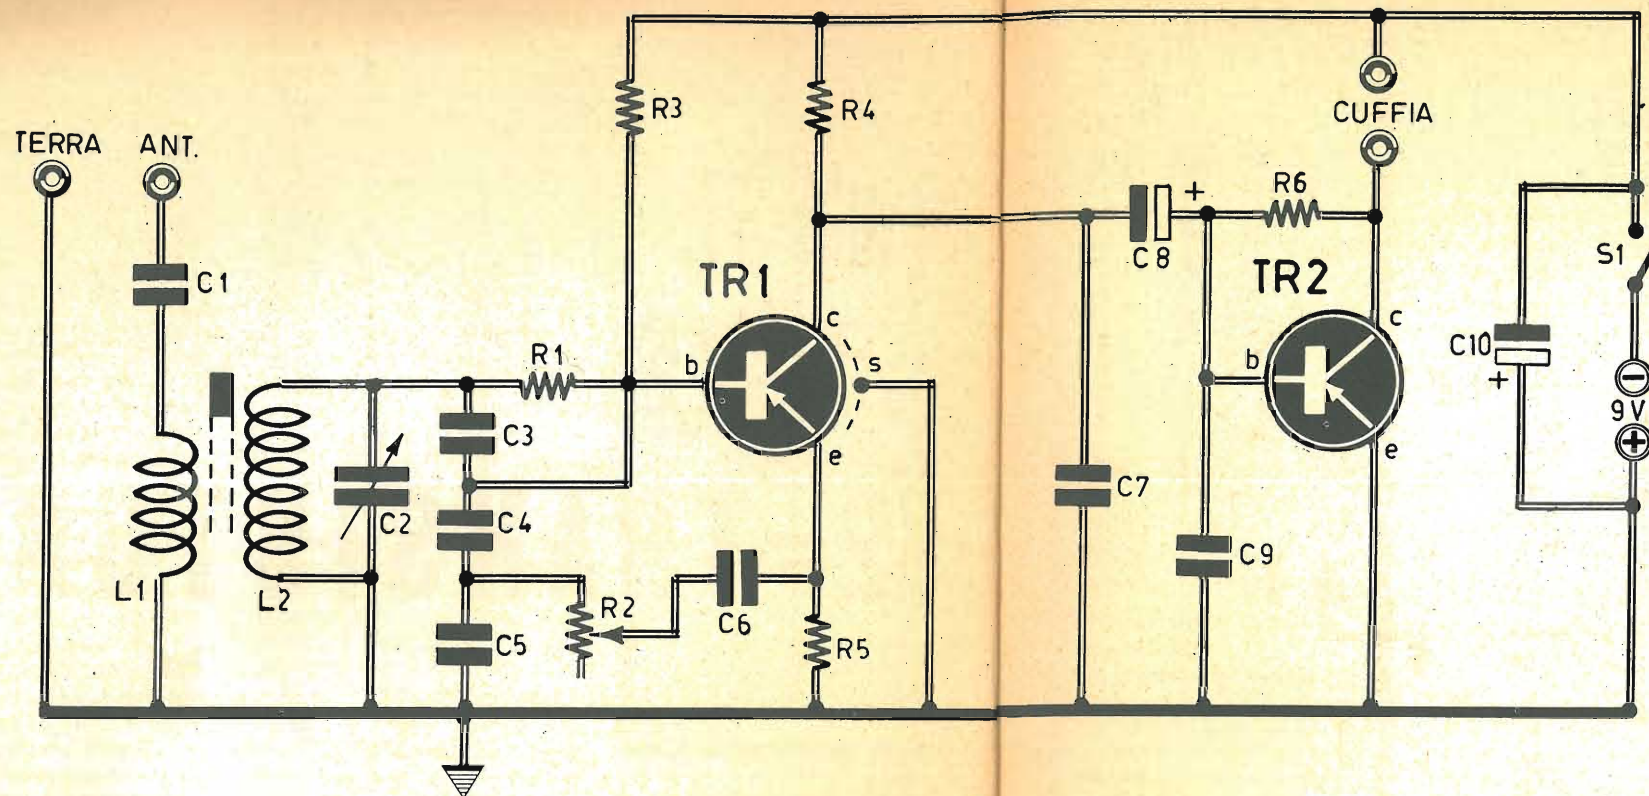 R3
R4
TERRA
ANT.
CUFFIA
C1
C8
+
R6
S1
TR1
TR2
c
s
b
e
c
b
e
C10
+
−
9V
+
R1
C3
C2
C4
C7
C9
L1
L2
R2
C6
C5
R5